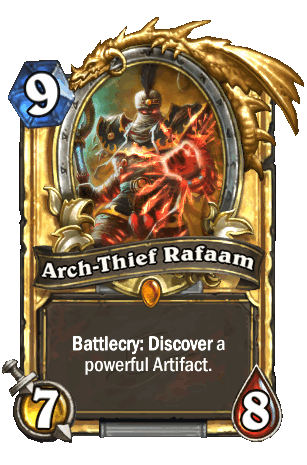 9
Arch-Thief Rafaam
Battlecry: Discover a
powerful Artifact.
7
8